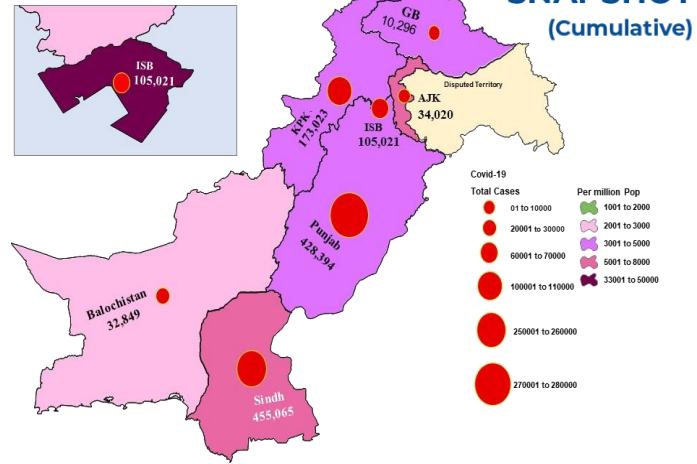 SNAPSHOT
(Cumulative)
ISB
105,021
GB
10,296
Disputed Territory
AJK
34,020
KPK
173,023
ISB
105,021
Punjab
428,394
Balochistan
32,849
Sindh
455,065
Covid-19
Total Cases
01 to 10000
20001 to 30000
60001 to 70000
100001 to 110000
250001 to 260000
270001 to 280000
Per million Pop
1001 to 2000
2001 to 3000
3001 to 5000
5001 to 8000
33001 to 50000